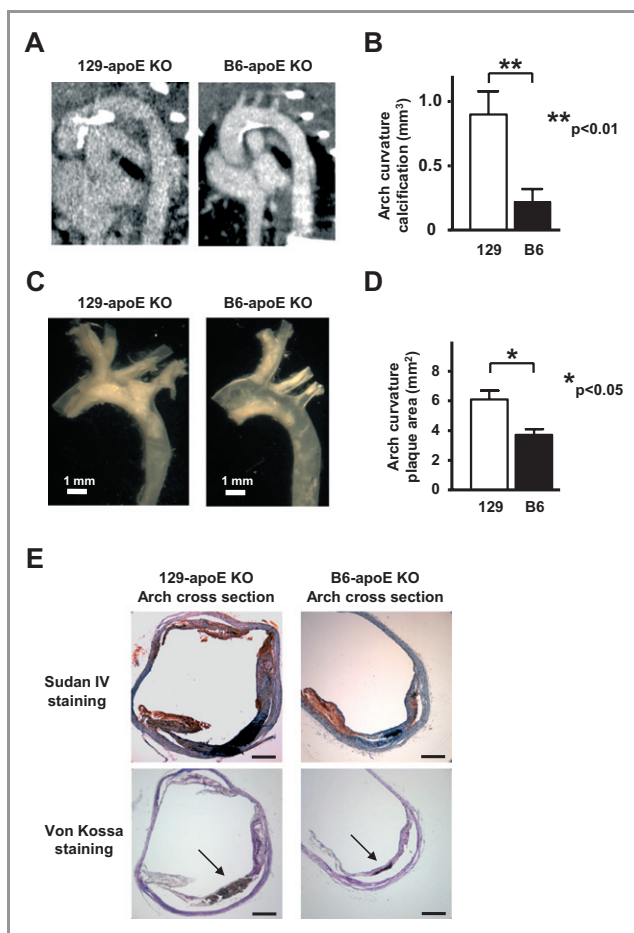 A
129-apoE KO
B6-apoE KO
B
Arch curvature
calcification (mm³)
1.0
0.5
0
**
**p<0.01
129
B6
C
129-apoE KO
B6-apoE KO
1 mm
1 mm
D
Arch curvature
plaque area (mm²)
8
6
4
2
0
*
*p<0.05
129
B6
E
129-apoE KO
Arch cross section
B6-apoE KO
Arch cross section
Sudan IV
staining
Von Kossa
staining